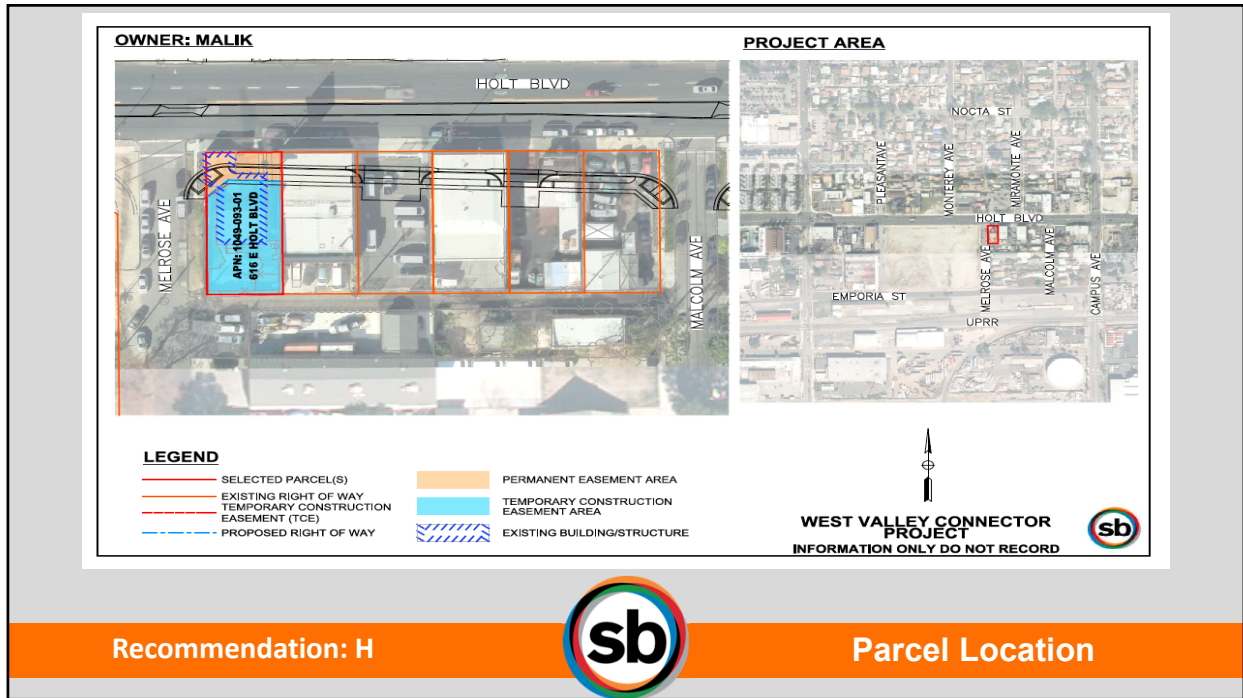 OWNER: MALIK
HOLT BLVD
MELROSE AVE
APN: 1049-093-01
616 E HOLT BLVD
MALCOLM AVE
PROJECT AREA
NOCTA ST
PLEASANT AVE
MONTEREY AVE
MIRAMONTE AVE
HOLT BLVD
MELROSE AVE
MALCOLM AVE
CAMPUS AVE
EMPORIA ST
UPRR
LEGEND
SELECTED PARCEL(S)
EXISTING RIGHT OF WAY
TEMPORARY CONSTRUCTION
EASEMENT (TCE)
PROPOSED RIGHT OF WAY
PERMANENT EASEMENT AREA
TEMPORARY CONSTRUCTION
EASEMENT AREA
EXISTING BUILDING/STRUCTURE
WEST VALLEY CONNECTOR
PROJECT
INFORMATION ONLY DO NOT RECORD
sb
Recommendation: H
sb
Parcel Location